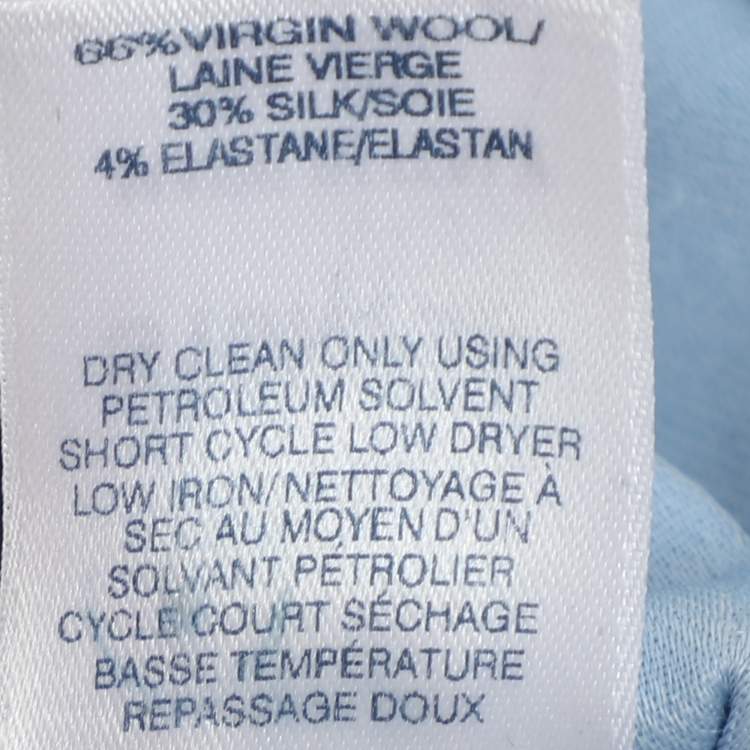 66% VIRGIN WOOL/
LAINE VIERGE
30% SILK/SOIE
4% ELASTANE/ELASTAN
DRY CLEAN ONLY USING
PETROLEUM SOLVENT
SHORT CYCLE LOW DRYER
LOW IRON/NETTOYAGE À
SEC AU MOYEN D'UN
SOLVANT PÉTROLIER
CYCLE COURT SÉCHAGE
BASSE TEMPÉRATURE
REPASSAGE DOUX